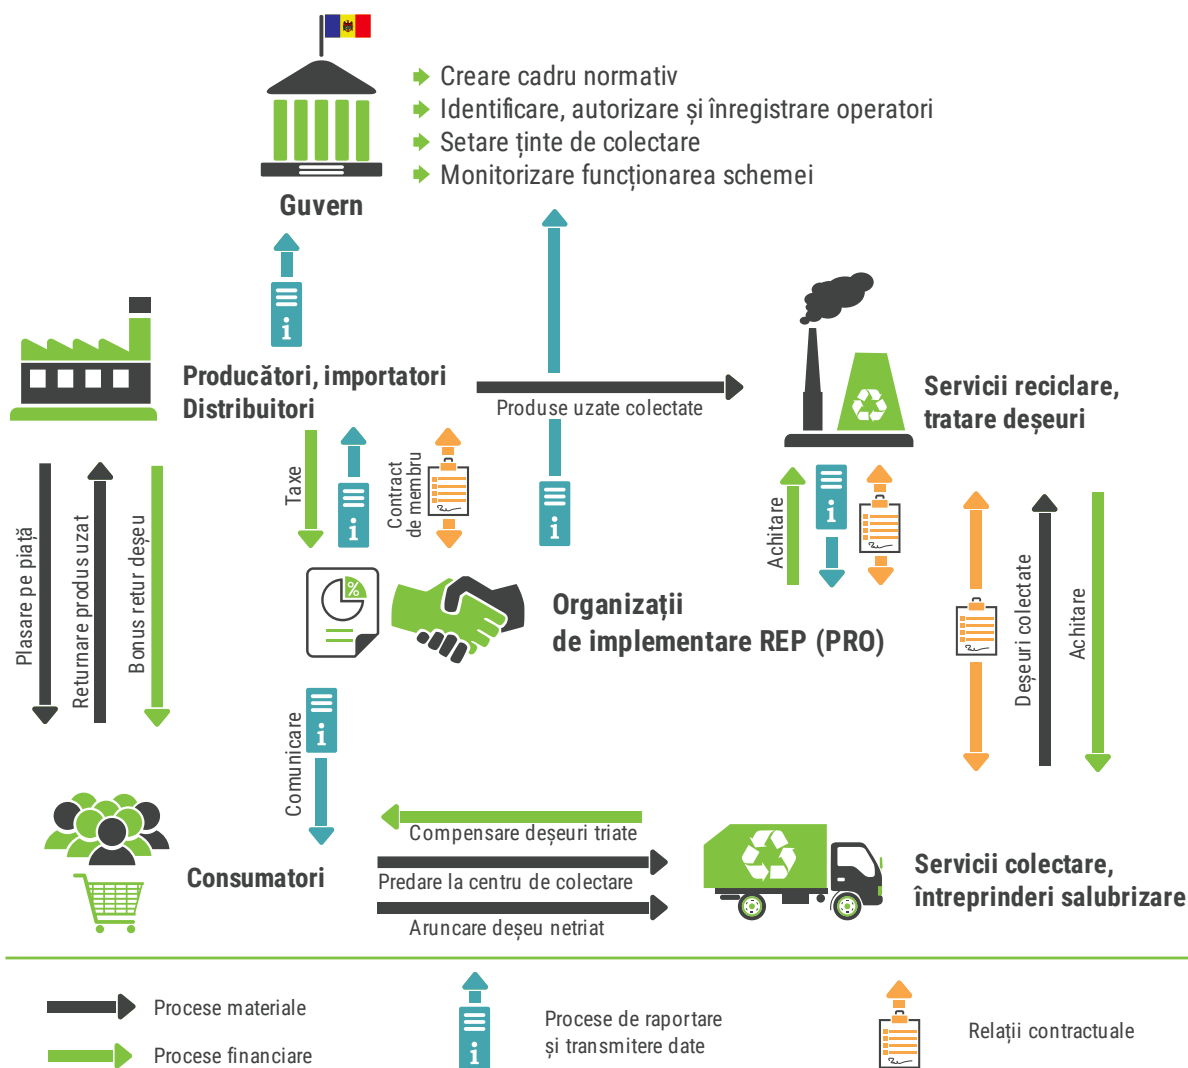 Creare cadru normativ
Identificare, autorizare și înregistrare operatori
Setare ținte de colectare
Monitorizare funcționarea schemei
Guvern
i
Producători, importatori
Distribuitori
Produse uzate colectate
Servicii reciclare,
tratare deșeuri
Plasare pe piață
Returnare produs uzat
Bonus retur deșeu
Taxe
i
Contract
de membru
i
Achitare
i
Deșeuri colectate
Achitare
%
Organizații
de implementare REP (PRO)
Comunicare
i
Consumatori
Compensare deșeuri triate
Predare la centru de colectare
Aruncare deșeu netriat
Servicii colectare,
întreprinderi salubrizare
Procese materiale
Procese financiare
i
Procese de raportare
și transmitere date
Relații contractuale